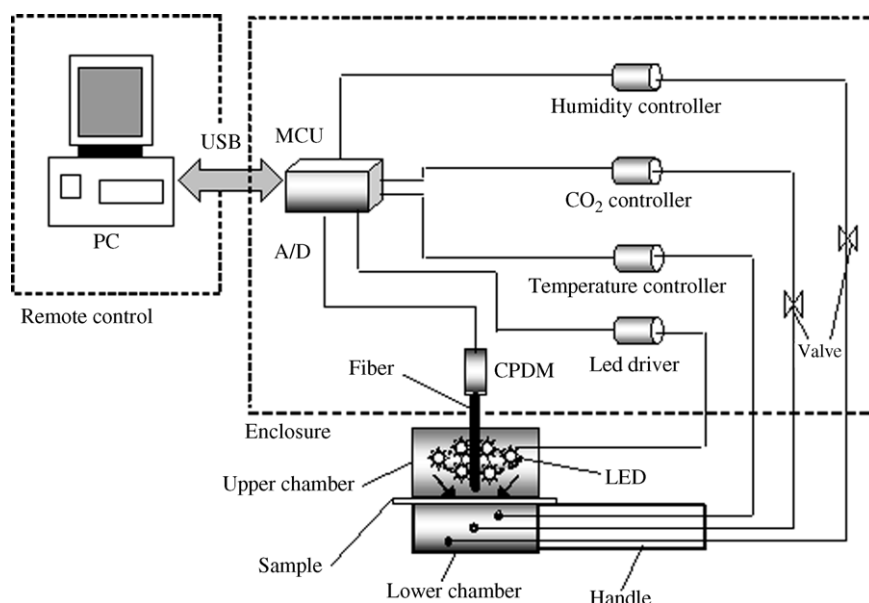 USB
MCU
Humidity controller
CO₂ controller
PC
A/D
Temperature controller
Remote control
Valve
CPDM
Led driver
Fiber
Enclosure
Upper chamber
LED
Sample
Lower chamber
Handle